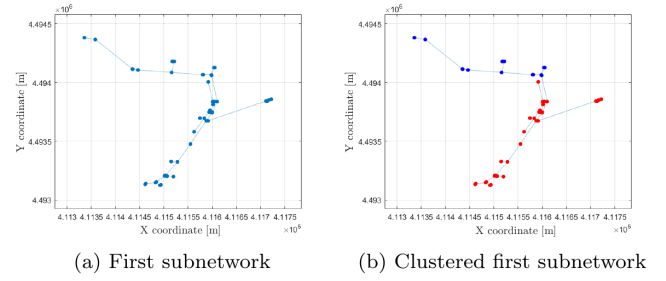 ×10⁶
4.4945
4.494
4.4935
4.493
Y coordinate [m]
4.113 4.1135 4.114 4.1145 4.115 4.1155 4.116 4.1165 4.117 4.1175
X coordinate [m]
×10⁵
(a) First subnetwork
×10⁶
4.4945
4.494
4.4935
4.493
Y coordinate [m]
4.113 4.1135 4.114 4.1145 4.115 4.1155 4.116 4.1165 4.117 4.1175
X coordinate [m]
×10⁵
(b) Clustered first subnetwork